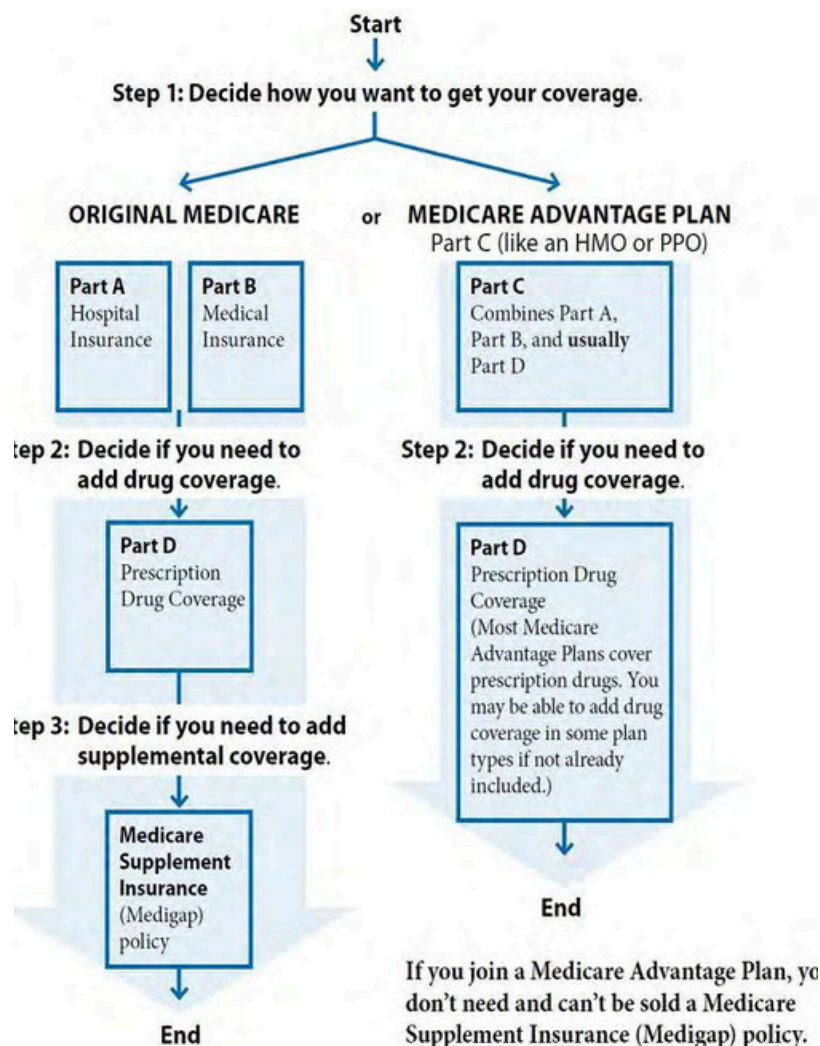 Start
Step 1: Decide how you want to get your coverage.
ORIGINAL MEDICARE or MEDICARE ADVANTAGE PLAN
Part C (like an HMO or PPO)
Part A
Hospital
Insurance
Part B
Medical
Insurance
Part C
Combines Part A,
Part B, and usually
Part D
tep 2: Decide if you need to
add drug coverage.
Step 2: Decide if you need to
add drug coverage.
Part D
Prescription
Drug Coverage
Part D
Prescription Drug
Coverage
(Most Medicare
Advantage Plans cover
prescription drugs. You
may be able to add drug
coverage in some plan
types if not already
included.)
tep 3: Decide if you need to add
supplemental coverage.
Medicare
Supplement
Insurance
(Medigap)
policy
End
End
If you join a Medicare Advantage Plan, yo
don't need and can't be sold a Medicare
Supplement Insurance (Medigap) policy.